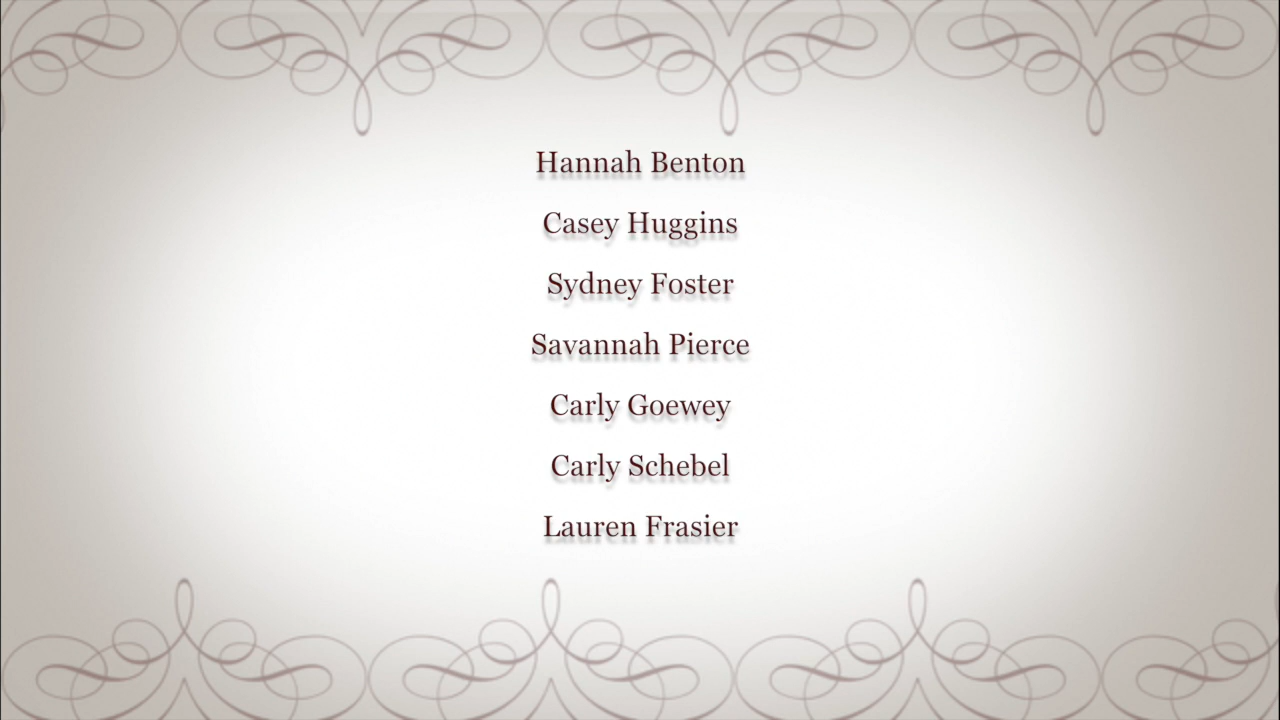 Hannah Benton
Casey Huggins
Sydney Foster
Savannah Pierce
Carly Goewey
Carly Schebel
Lauren Frasier